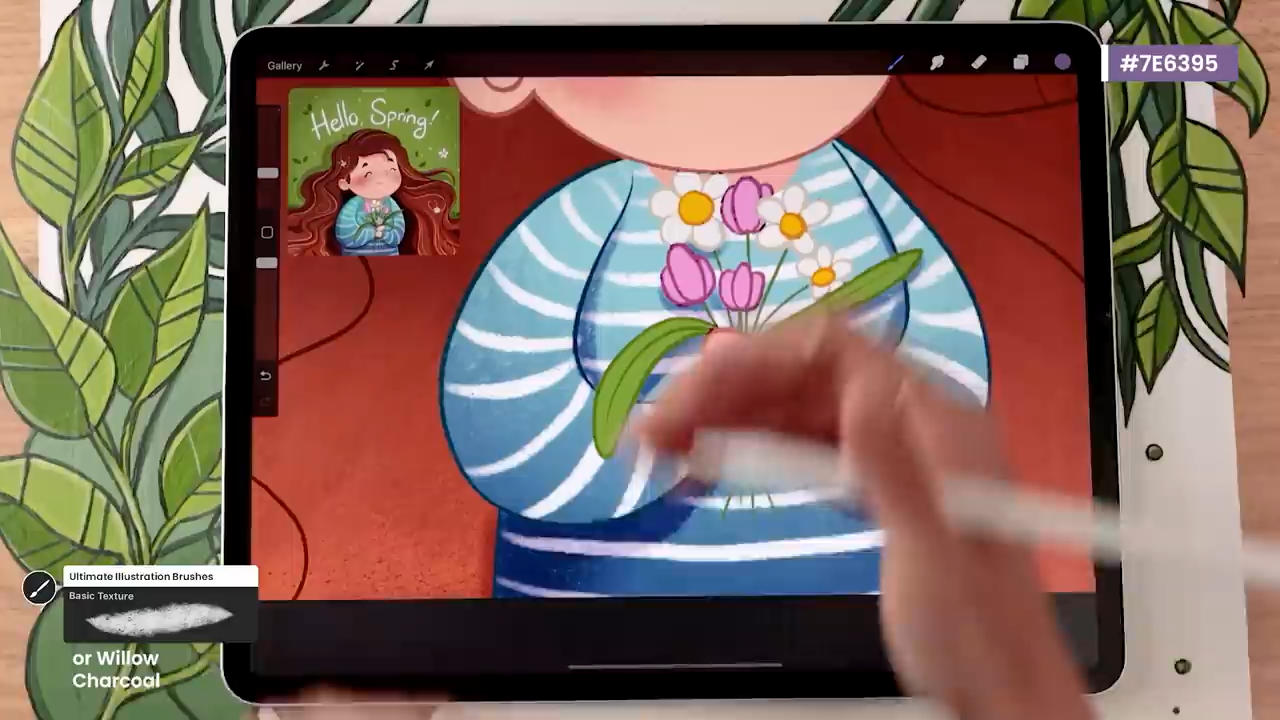 #7E6395
Gallery
Hello, Spring!
Ultimate Illustration Brushes
Basic Texture
or Willow
Charcoal